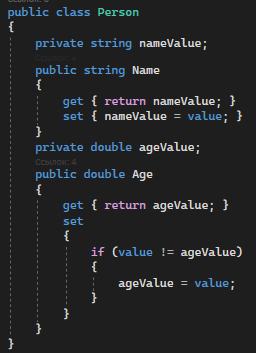 public class Person
{
private string nameValue;
public string Name
{
get { return nameValue; }
set { nameValue = value; }
}
private double ageValue;
Ссылок: 4
public double Age
{
get { return ageValue; }
set
{
if (value != ageValue)
{
ageValue = value;
}
}
}
}